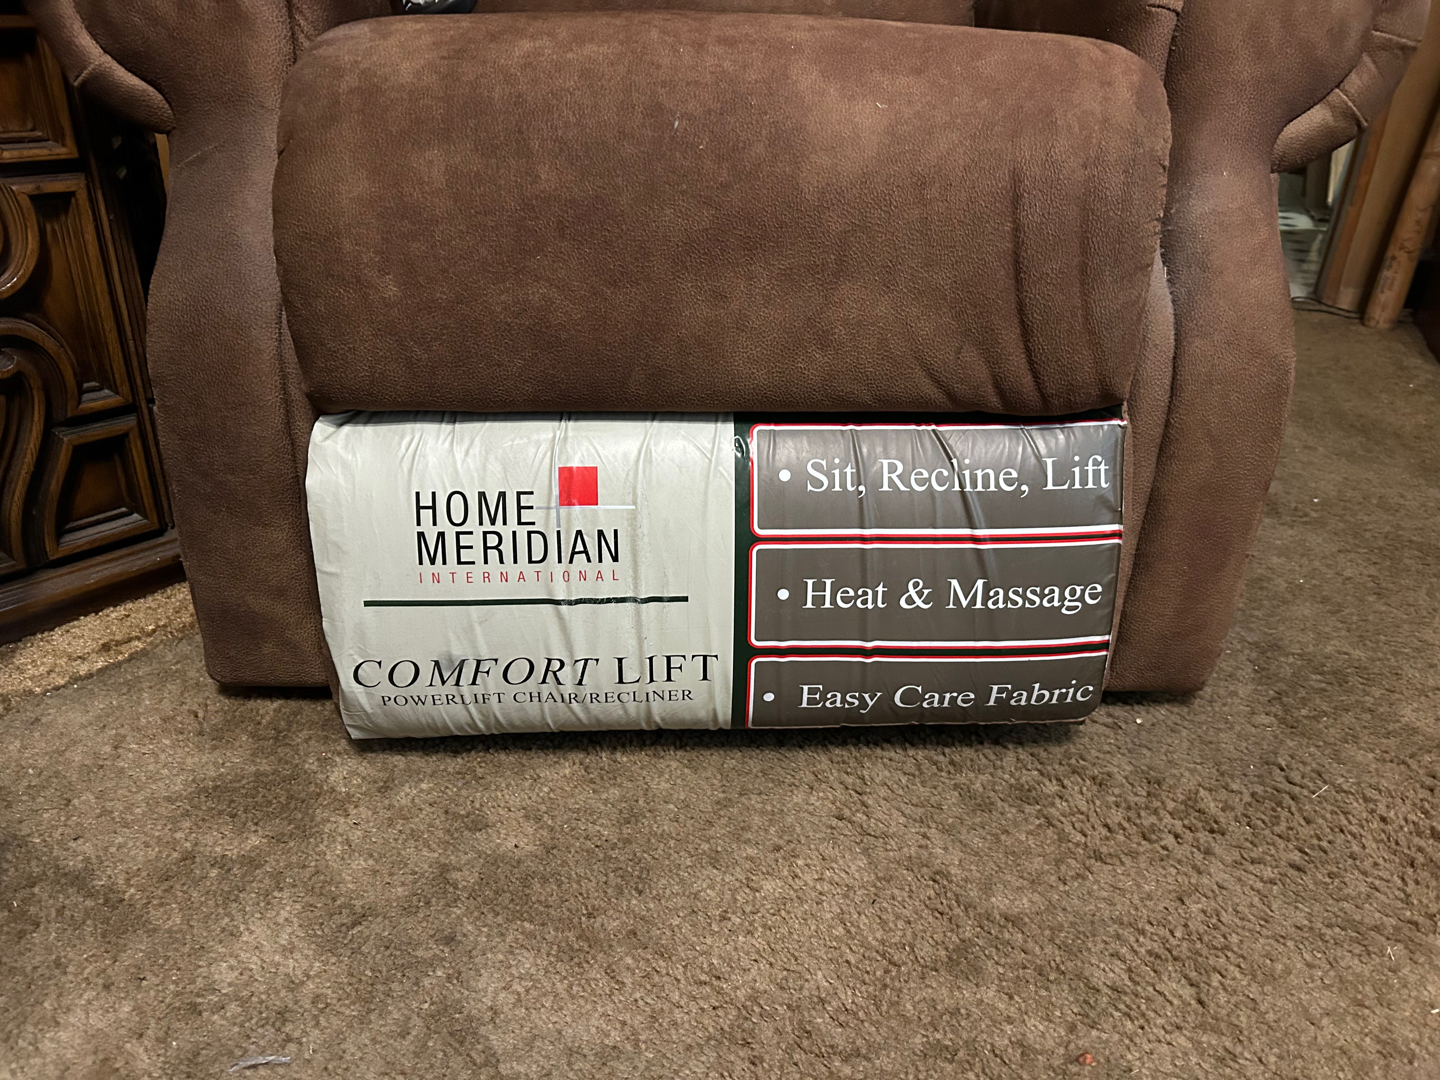 HOME
MERIDIAN
INTERNATIONAL
COMFORT LIFT
POWERLIFT CHAIR/RECLINER
• Sit, Recline, Lift
• Heat & Massage
• Easy Care Fabric